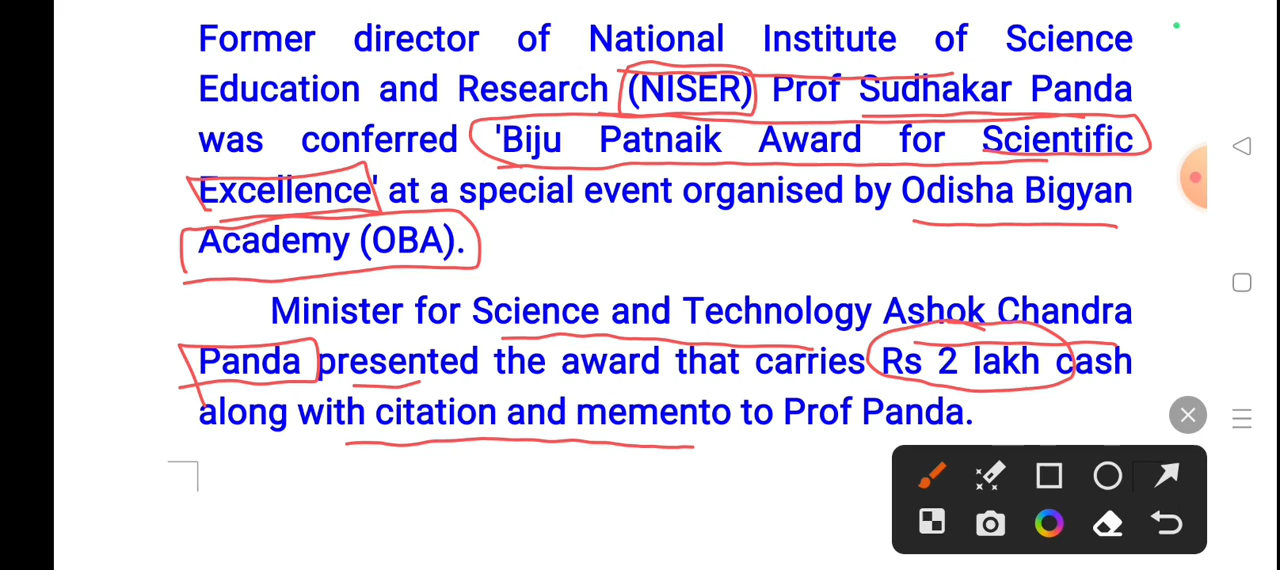 Former director of National Institute of Science
Education and Research (NISER) Prof Sudhakar Panda
was conferred 'Biju Patnaik Award for Scientific
Excellence' at a special event organised by Odisha Bigyan
Academy (OBA).
Minister for Science and Technology Ashok Chandra
Panda presented the award that carries Rs 2 lakh cash
along with citation and memento to Prof Panda.